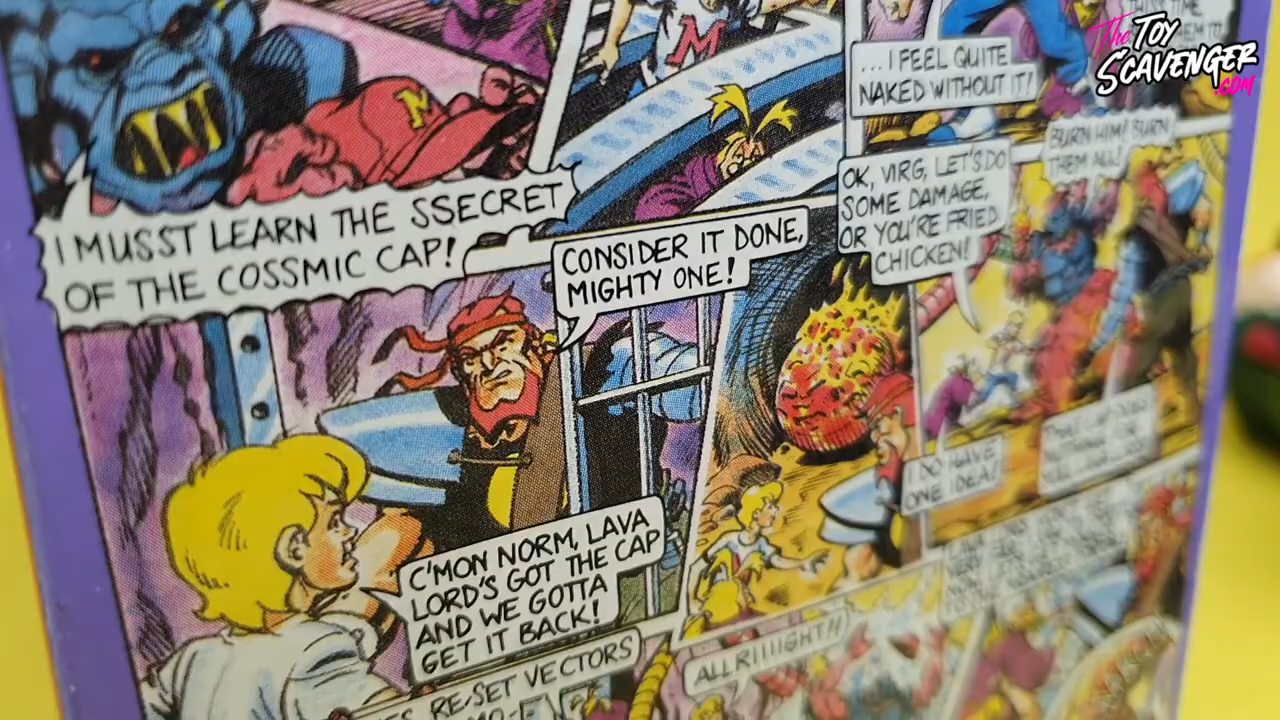 The
TOY
SCAVENGER
.COM
M
M
I MUSST LEARN THE SSECRET
OF THE COSSMIC CAP!
...I FEEL QUITE
NAKED WITHOUT IT!
CONSIDER IT DONE,
MIGHTY ONE!
OK, VIRG, LET'S DO
SOME DAMAGE,
OR YOU'RE FRIED
CHICKEN!
BURN HIM! BURN
THEM ALL!
C'MON NORM, LAVA
LORD'S GOT THE CAP
AND WE GOTTA
GET IT BACK!
I DO HAVE
ONE IDEA!
RE-SET VECTORS
ALLRIIIIGHT!!